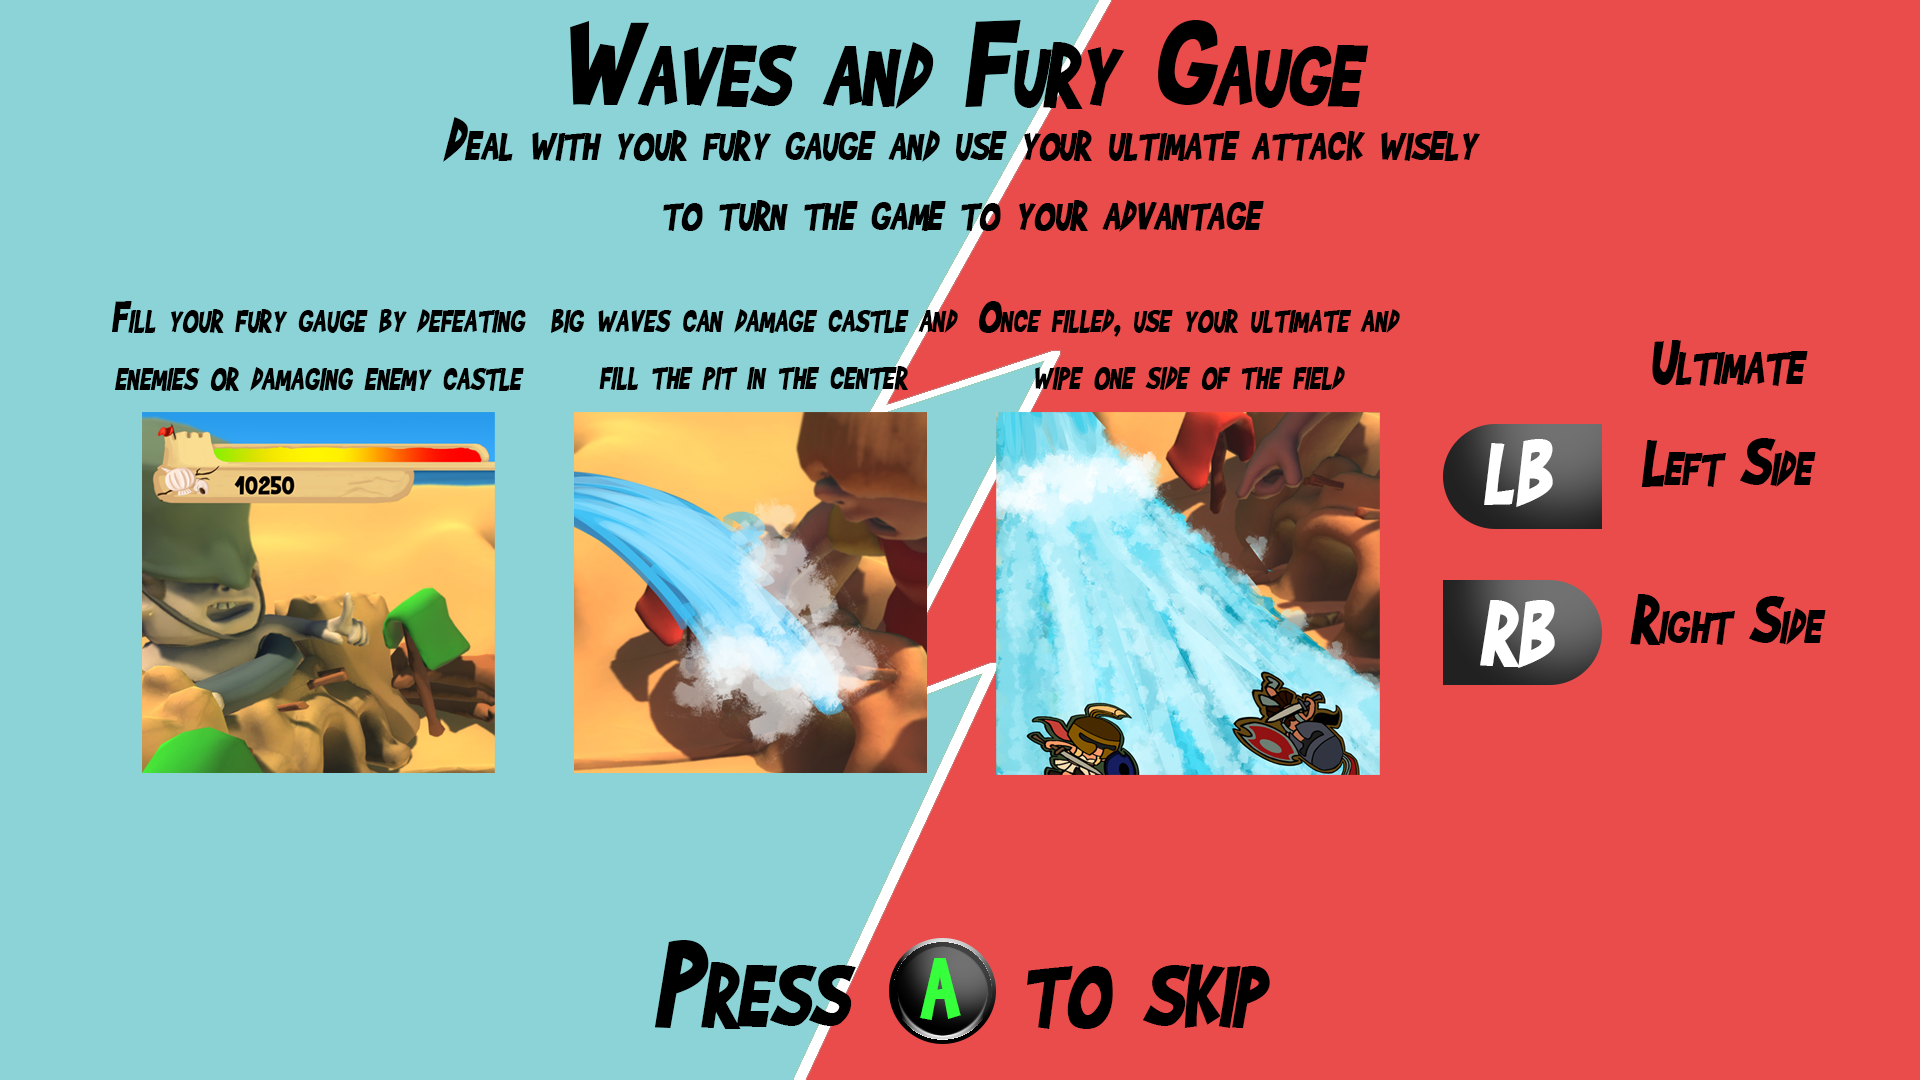 Waves and Fury Gauge
Deal with your fury gauge and use your ultimate attack wisely
to turn the game to your advantage
Fill your fury gauge by defeating
enemies or damaging enemy castle
big waves can damage castle and
fill the pit in the center
Once filled, use your ultimate and
wipe one side of the field
10250
Ultimate
LB Left Side
RB Right Side
Press A to skip